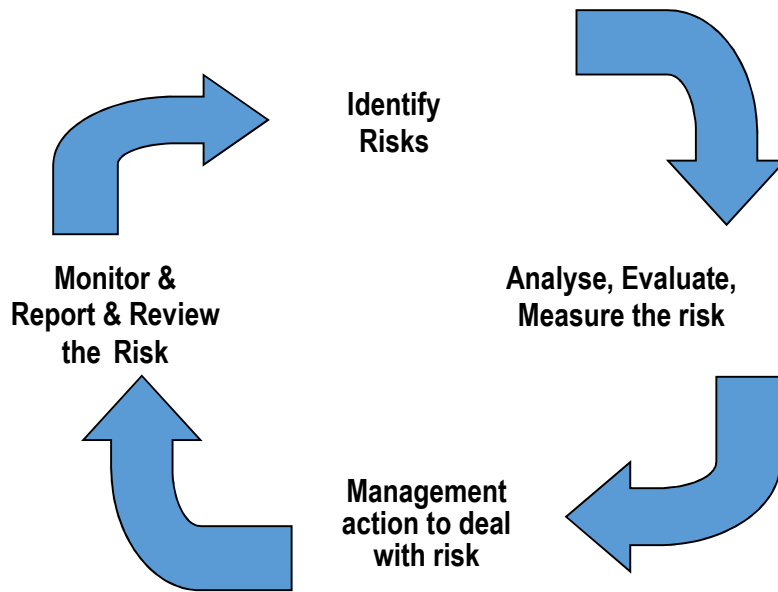 Identify
Risks
Analyse, Evaluate,
Measure the risk
Management
action to deal
with risk
Monitor &
Report & Review
the Risk